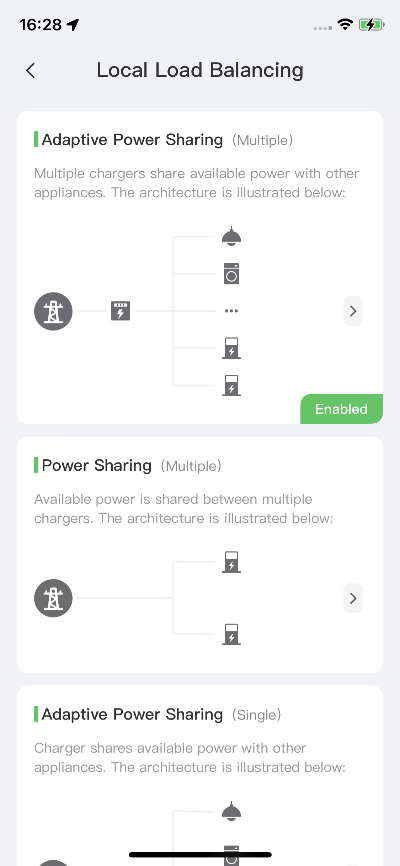 16:28
Local Load Balancing
Adaptive Power Sharing (Multiple)
Multiple chargers share available power with other
appliances. The architecture is illustrated below:
Enabled
Power Sharing (Multiple)
Available power is shared between multiple
chargers. The architecture is illustrated below:
Adaptive Power Sharing (Single)
Charger shares available power with other
appliances. The architecture is illustrated below: